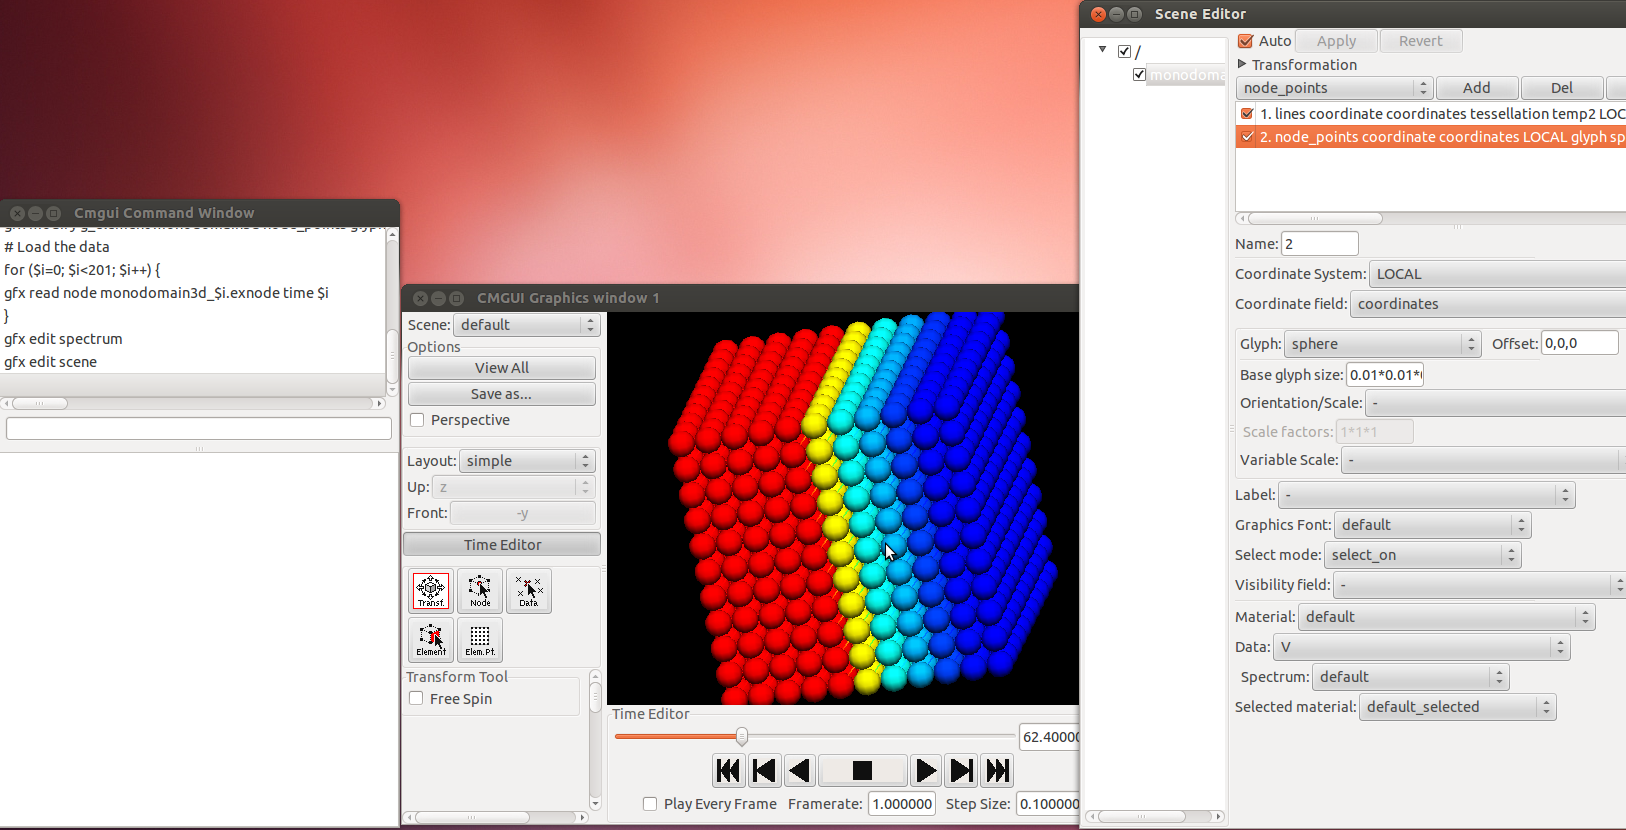 Cmgui Command Window
# Load the data
for ($i=0; $i<201; $i++) {
gfx read node monodomain3d_$i.exnode time $i
}
gfx edit spectrum
gfx edit scene
CMGUI Graphics window 1
Scene: default
Options
View All
Save as...
Perspective
Layout: simple
Up: z
Front: -y
Time Editor
Transf.
Node
Data
Element
Elem.Pt.
Transform Tool
Free Spin
Time Editor
62.40000
Play Every Frame Framerate: 1.000000 Step Size: 0.100000
Scene Editor
/
monodoma
Auto Apply Revert
Transformation
node_points Add Del
1. lines coordinate coordinates tessellation temp2 LOC
2. node_points coordinate coordinates LOCAL glyph sp
Name: 2
Coordinate System: LOCAL
Coordinate field: coordinates
Glyph: sphere Offset: 0,0,0
Base glyph size: 0.01*0.01*
Orientation/Scale: -
Scale factors: 1*1*1
Variable Scale: -
Label: -
Graphics Font: default
Select mode: select_on
Visibility field: -
Material: default
Data: V
Spectrum: default
Selected material: default_selected